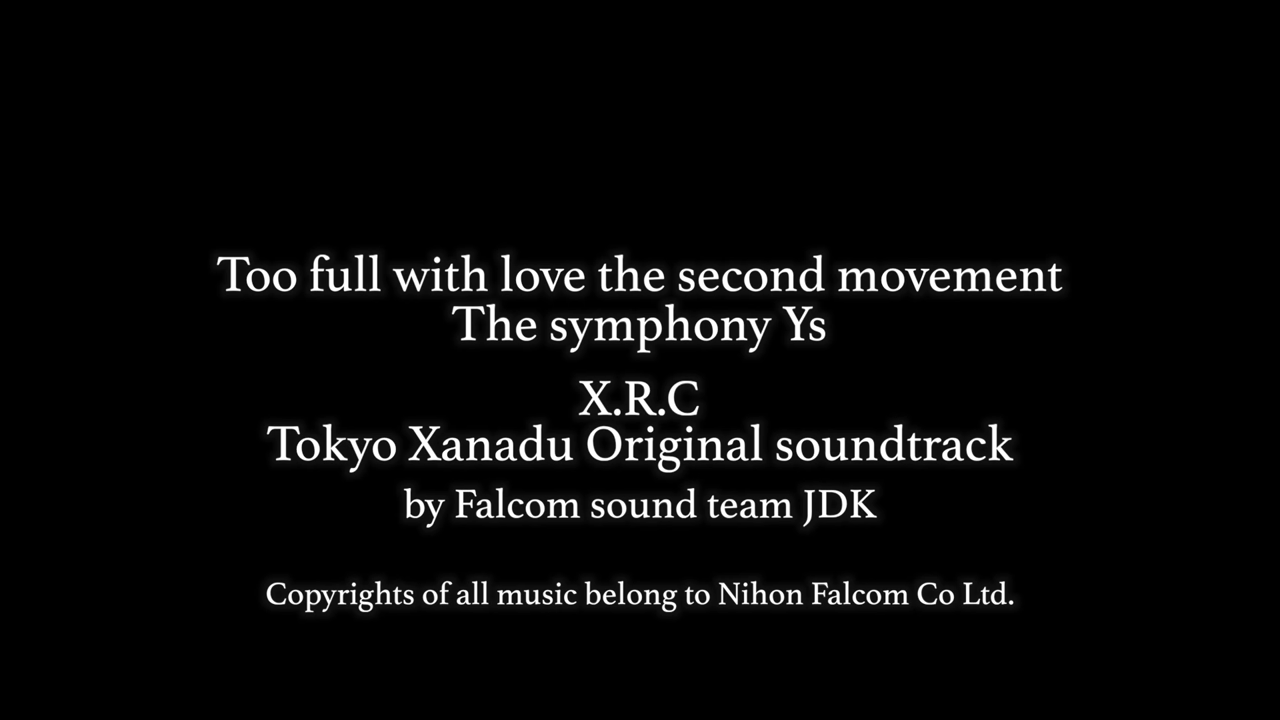 Too full with love the second movement
The symphony Ys
X.R.C
Tokyo Xanadu Original soundtrack
by Falcom sound team JDK
Copyrights of all music belong to Nihon Falcom Co Ltd.